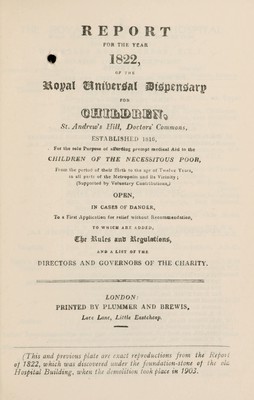 REPORT
FOR THE YEAR
1822,
OF THE
Royal Universal Dispensary
FOR
CHILDREN,
St. Andrew's Hill, Doctors' Commons,
ESTABLISHED 1816,
For the sole Purpose of affording prompt medical Aid to the
CHILDREN OF THE NECESSITOUS POOR,
From the period of their Birth to the age of Twelve Years,
in all parts of the Metropolis and its Vicinity;
(Supported by Voluntary Contributions,)
OPEN,
IN CASES OF DANGER,
To a First Application for relief without Recommendation,
TO WHICH ARE ADDED,
The Rules and Regulations,
AND A LIST OF THE
DIRECTORS AND GOVERNORS OF THE CHARITY.
LONDON:
PRINTED BY PLUMMER AND BREWIS,
Love Lane, Little Eastcheap.
(This and previous plate are exact reproductions from the Report
of 1822, which was discovered under the foundation-stone of the old
Hospital Building, when the demolition took place in 1903.